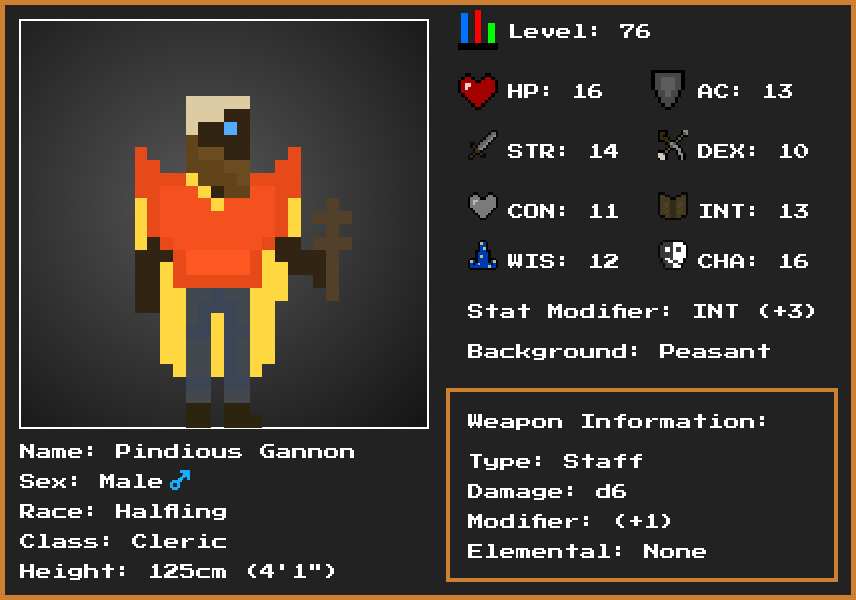 Level: 76
HP: 16 AC: 13
STR: 14 DEX: 10
CON: 11 INT: 13
WIS: 12 CHA: 16
Stat Modifier: INT (+3)
Background: Peasant
Weapon Information:
Type: Staff
Damage: d6
Modifier: (+1)
Elemental: None
Name: Pindious Gannon
Sex: Male♂
Race: Halfling
Class: Cleric
Height: 125cm (4'1")